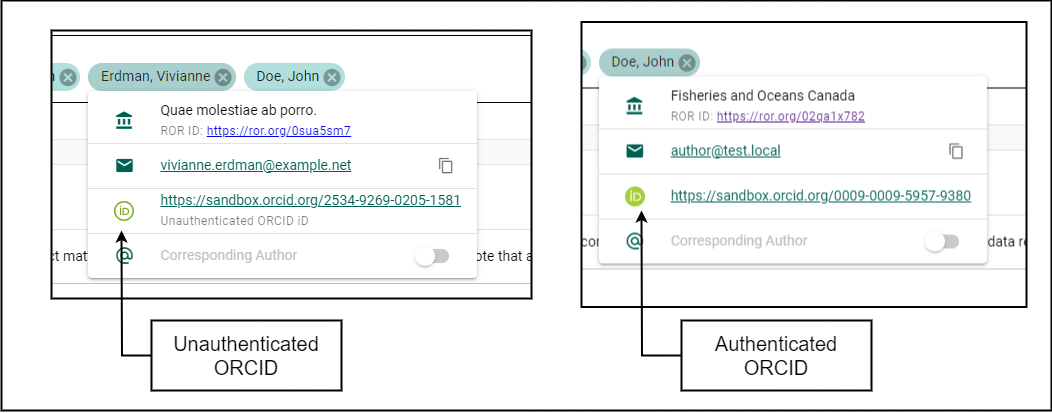 Erdman, Vivianne
Doe, John
Quae molestiae ab porro.
ROR ID: https://ror.org/0sua5sm7
vivianne.erdman@example.net
iD
https://sandbox.orcid.org/2534-9269-0205-1581
Unauthenticated ORCID iD
ct mat
Corresponding Author
ote that a
Unauthenticated
ORCID
Doe, John
Fisheries and Oceans Canada
ROR ID: https://ror.org/02qa1x782
author@test.local
iD
https://sandbox.orcid.org/0009-0009-5957-9380
cor
Corresponding Author
data re
Authenticated
ORCID